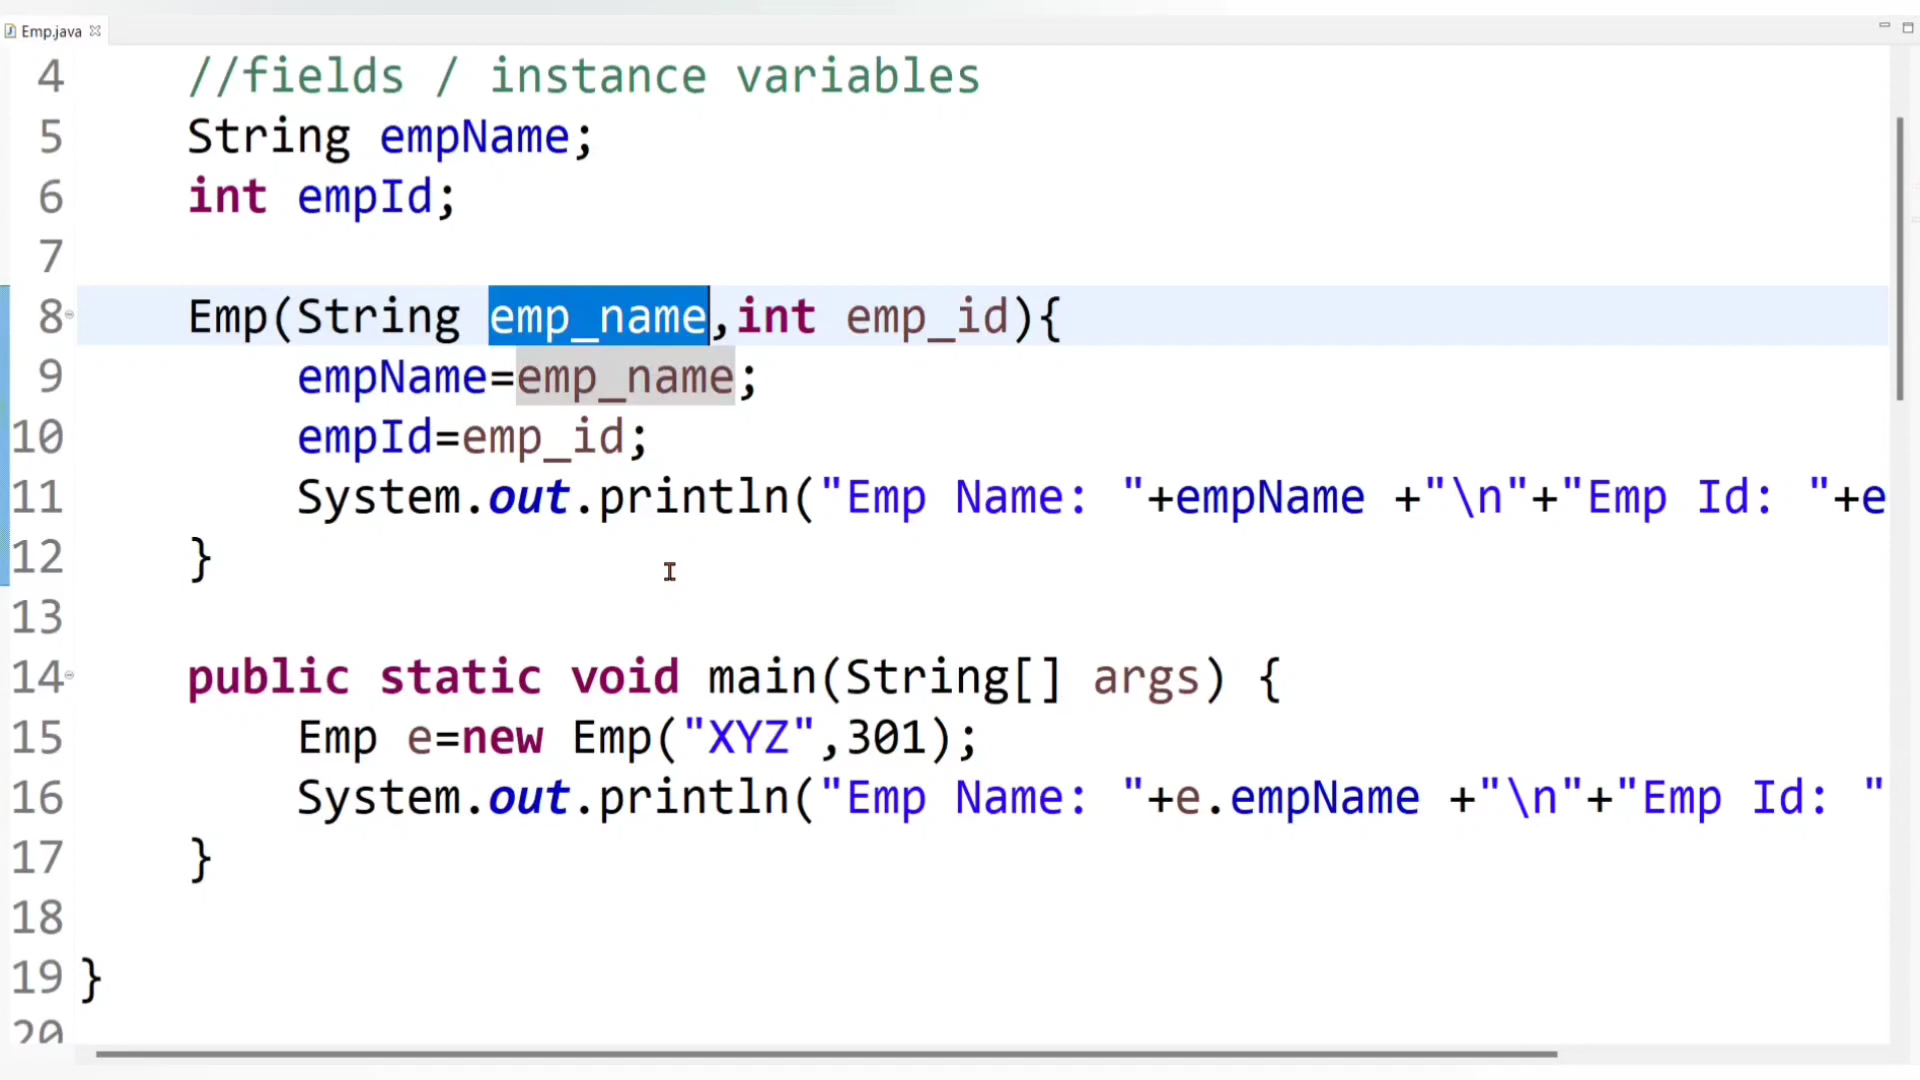 Emp.java
4 //fields / instance variables
5 String empName;
6 int empId;
7
8 Emp(String emp_name,int emp_id){
9 empName=emp_name;
10 empId=emp_id;
11 System.out.println("Emp Name: "+empName +"\n"+"Emp Id: "+e
12 }
13
14 public static void main(String[] args) {
15 Emp e=new Emp("XYZ",301);
16 System.out.println("Emp Name: "+e.empName +"\n"+"Emp Id: "
17 }
18
19 }
20